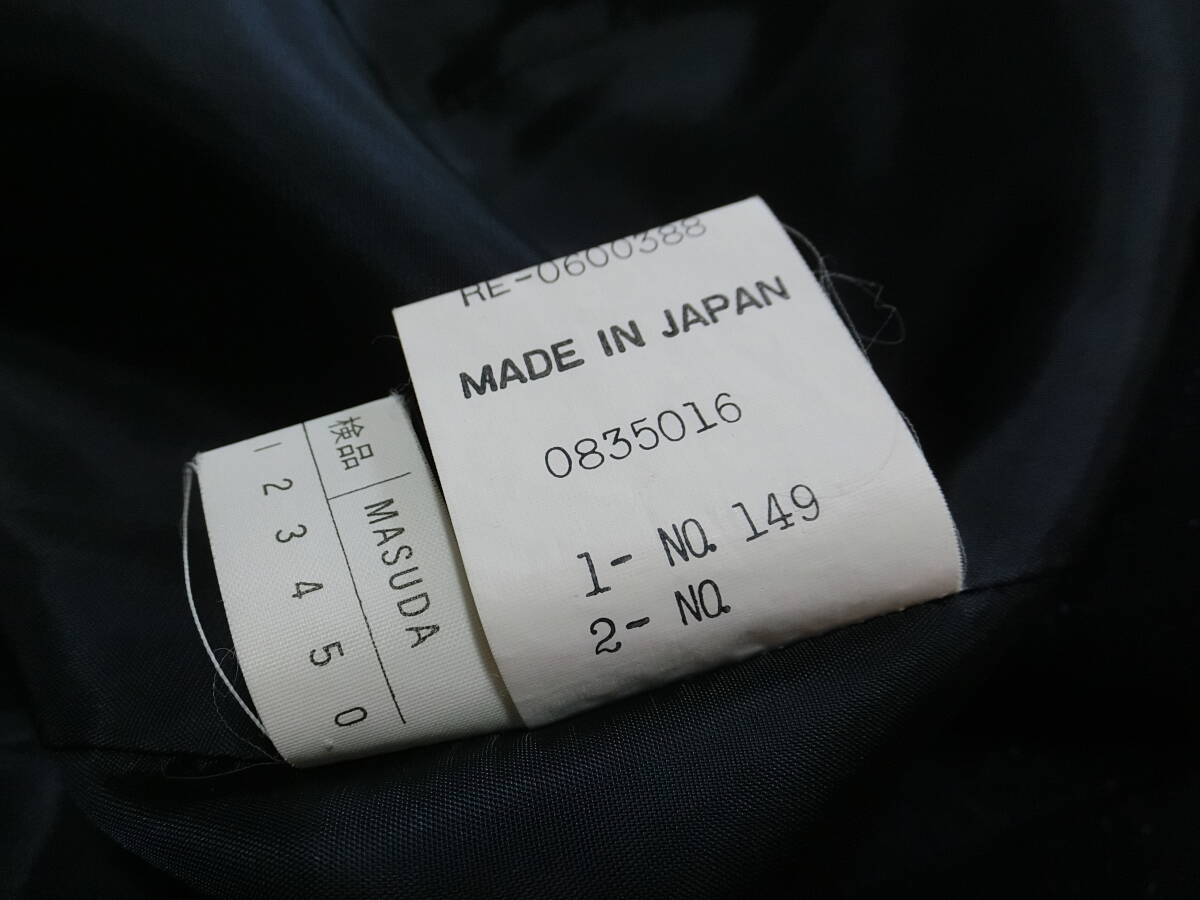 RE-0600388
MADE IN JAPAN
0835016
1- NO. 149
2- NO.
検品 MASUDA
1 2 3 4 5 0